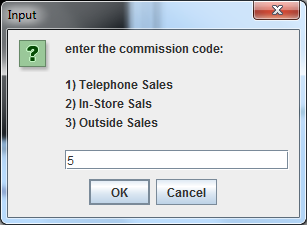 Input
enter the commission code:
1) Telephone Sales
2) In-Store Sals
3) Outside Sales
5
OK
Cancel